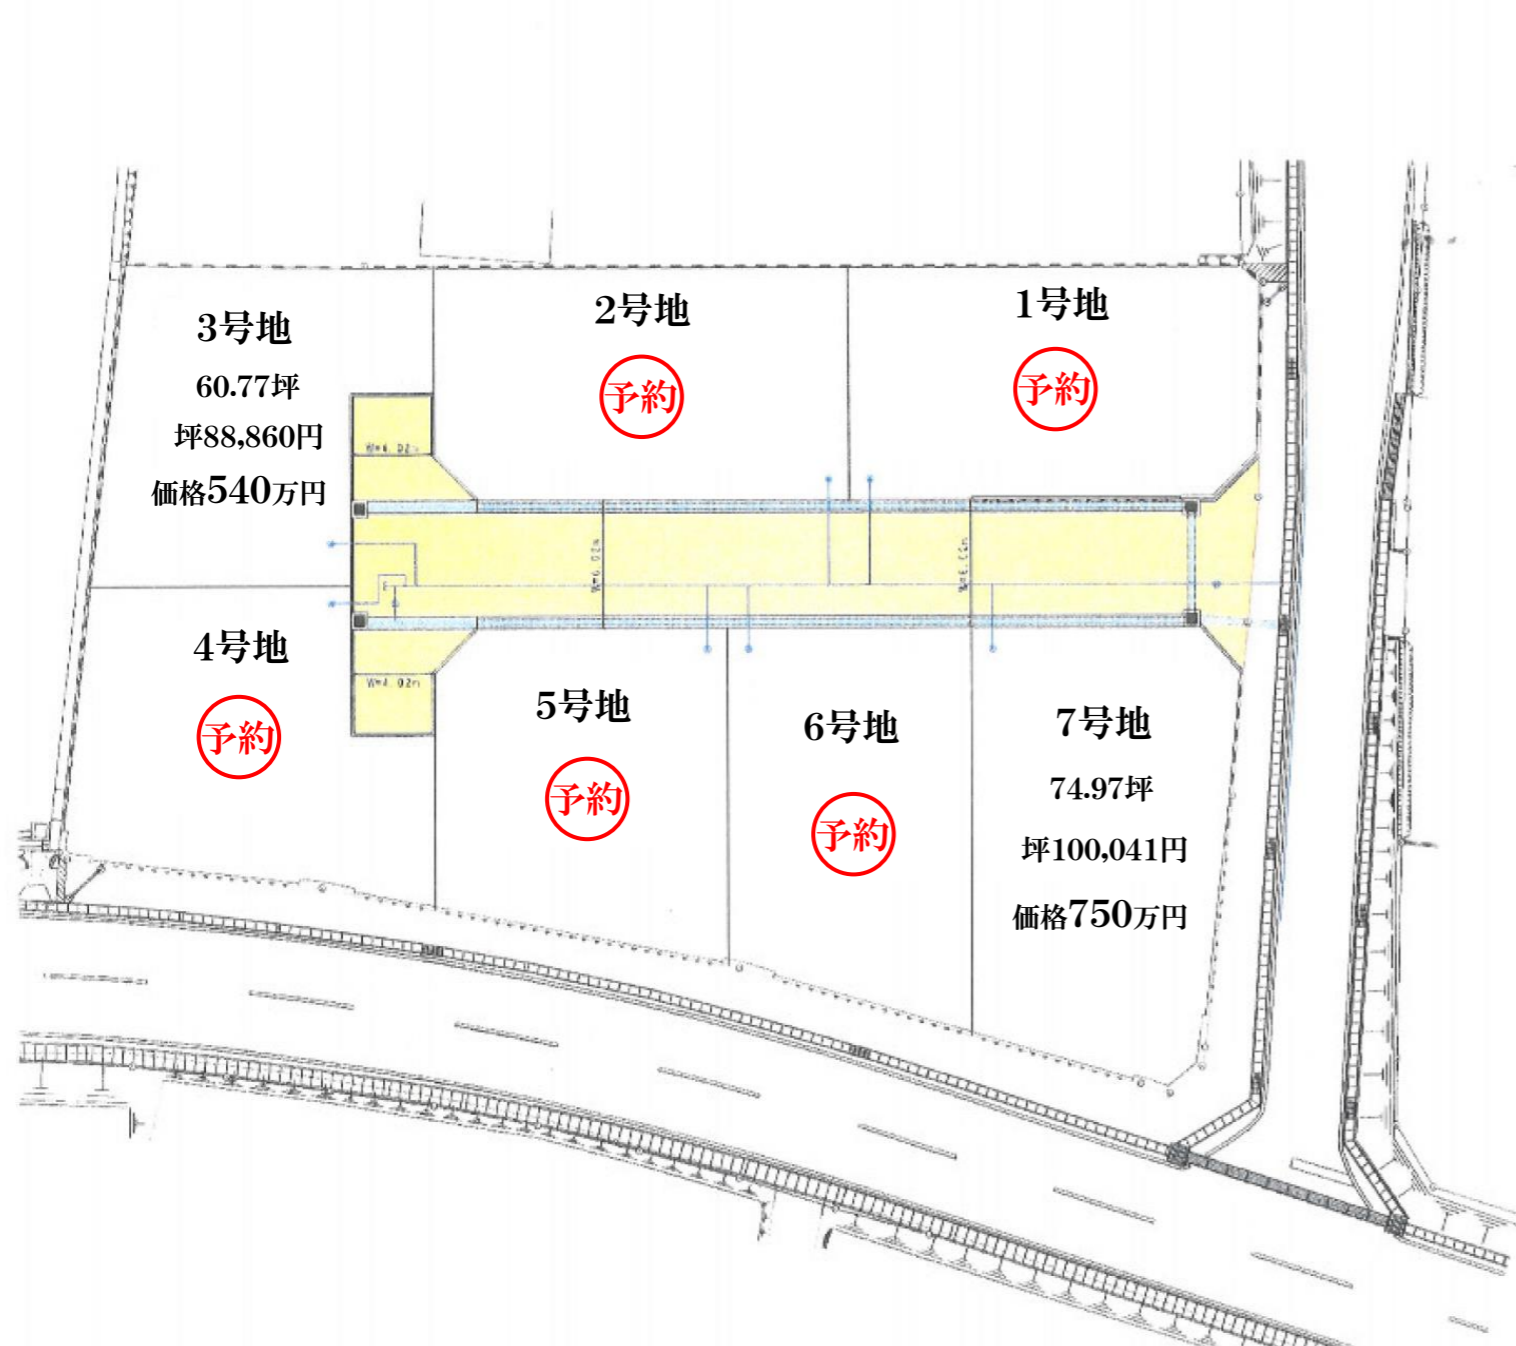 3号地
60.77坪
坪88,860円
価格540万円
2号地
予約
1号地
予約
4号地
予約
W=4.02m
5号地
予約
6号地
予約
7号地
74.97坪
坪100,041円
価格750万円